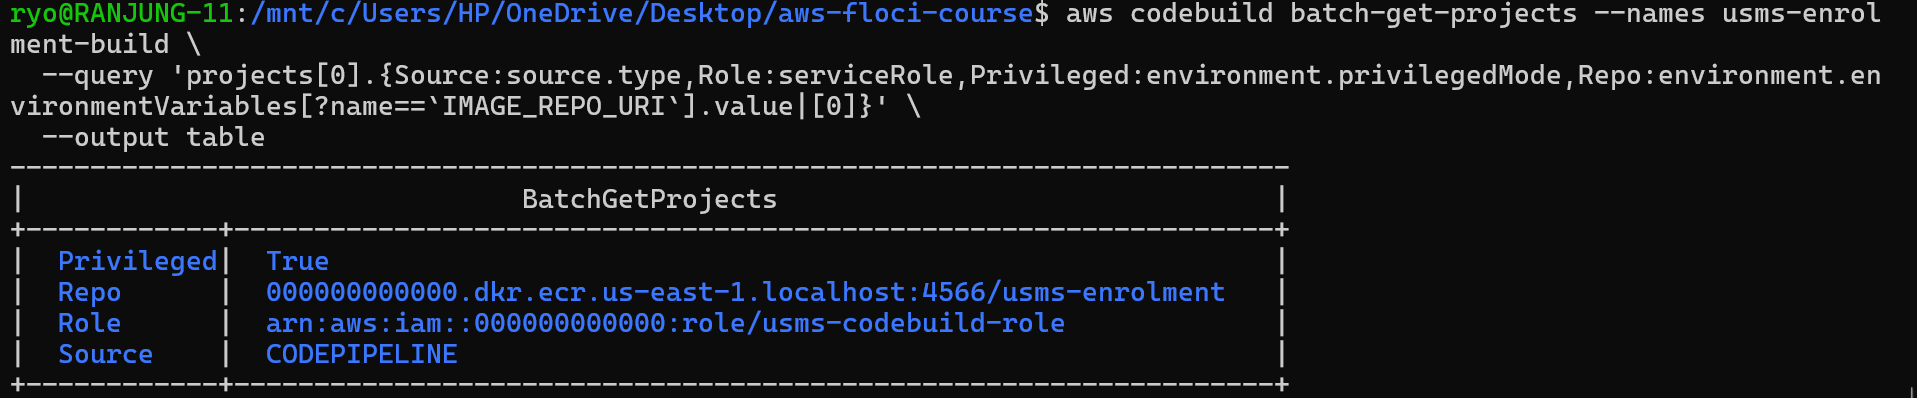 ryo@RANJUNG-11:/mnt/c/Users/HP/OneDrive/Desktop/aws-floci-course$ aws codebuild batch-get-projects --names usms-enrol
ment-build \
  --query 'projects[0].{Source:source.type,Role:serviceRole,Privileged:environment.privilegedMode,Repo:environment.en
vironmentVariables[?name==`IMAGE_REPO_URI`].value|[0]}' \
  --output table
--------------------------------------------------------------------------------
|                               BatchGetProjects                               |
+------------+-----------------------------------------------------------------+
|  Privileged|  True                                                           |
|  Repo      |  000000000000.dkr.ecr.us-east-1.localhost:4566/usms-enrolment   |
|  Role      |  arn:aws:iam::000000000000:role/usms-codebuild-role             |
|  Source    |  CODEPIPELINE                                                   |
+------------+-----------------------------------------------------------------+